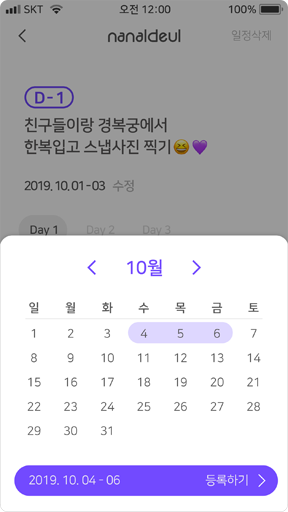 SKT 오전 12:00 100%
nanaldeul 일정삭제
D-1
친구들이랑 경복궁에서
한복입고 스냅사진 찍기😆💜
2019. 10. 01 - 03 수정
Day 1 Day 2 Day 3
10월
일 월 화 수 목 금 토
1 2 3 4 5 6 7
8 9 10 11 12 13 14
15 16 17 18 19 20 21
22 23 24 25 26 27 28
29 30 31
2019. 10. 04 - 06 등록하기